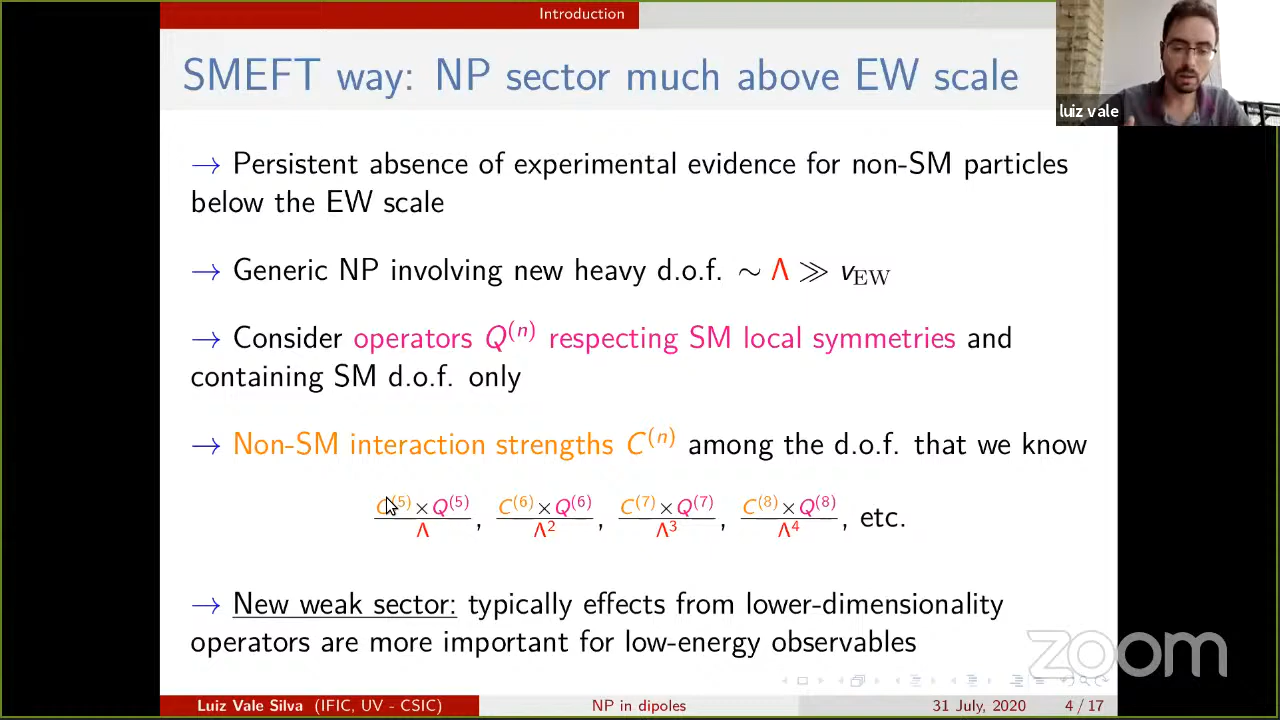 Introduction
SMEFT way: NP sector much above EW scale
luiz vale
→ Persistent absence of experimental evidence for non-SM particles
below the EW scale
→ Generic NP involving new heavy d.o.f. ∼ Λ ≫ v_EW
→ Consider operators Q^(n) respecting SM local symmetries and
containing SM d.o.f. only
→ Non-SM interaction strengths C^(n) among the d.o.f. that we know
C^(5)×Q^(5)/Λ, C^(6)×Q^(6)/Λ^2, C^(7)×Q^(7)/Λ^3, C^(8)×Q^(8)/Λ^4, etc.
→ New weak sector: typically effects from lower-dimensionality
operators are more important for low-energy observables
zoom
Luiz Vale Silva (IFIC, UV - CSIC) NP in dipoles 31 July, 2020 4 / 17